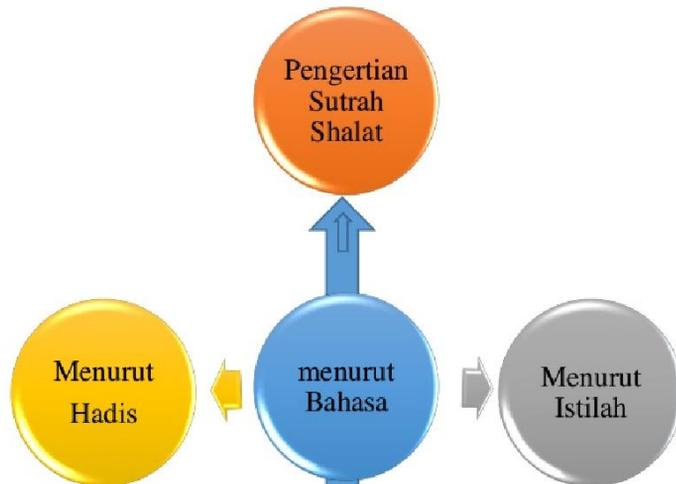 Pengertian
Sutrah
Shalat
Menurut
Hadis
menurut
Bahasa
Menurut
Istilah